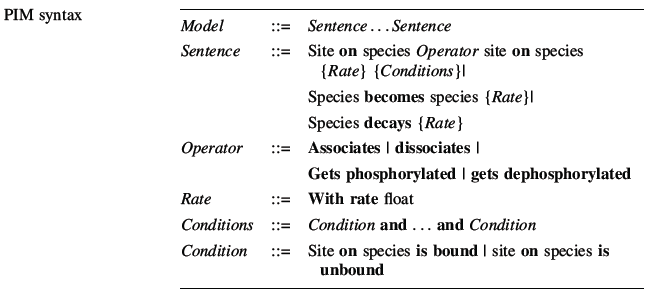 PIM syntax
Model ::= Sentence . . . Sentence
Sentence ::= Site on species Operator site on species
{Rate} {Conditions}|
Species becomes species {Rate}|
Species decays {Rate}
Operator ::= Associates | dissociates |
Gets phosphorylated | gets dephosphorylated
Rate ::= With rate float
Conditions ::= Condition and . . . and Condition
Condition ::= Site on species is bound | site on species is
unbound